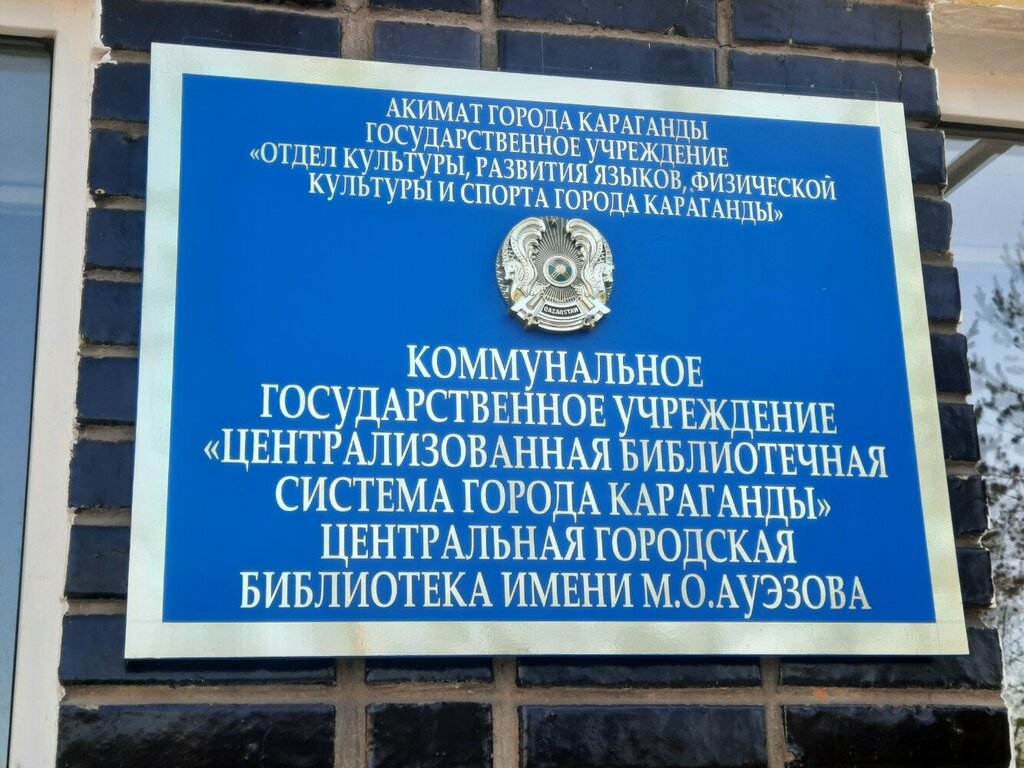 АКИМАТ ГОРОДА КАРАГАНДЫ
ГОСУДАРСТВЕННОЕ УЧРЕЖДЕНИЕ
«ОТДЕЛ КУЛЬТУРЫ, РАЗВИТИЯ ЯЗЫКОВ, ФИЗИЧЕСКОЙ
КУЛЬТУРЫ И СПОРТА ГОРОДА КАРАГАНДЫ»
QAZAQSTAN
КОММУНАЛЬНОЕ
ГОСУДАРСТВЕННОЕ УЧРЕЖДЕНИЕ
«ЦЕНТРАЛИЗОВАННАЯ БИБЛИОТЕЧНАЯ
СИСТЕМА ГОРОДА КАРАГАНДЫ»
ЦЕНТРАЛЬНАЯ ГОРОДСКАЯ
БИБЛИОТЕКА ИМЕНИ М.О.АУЭЗОВА